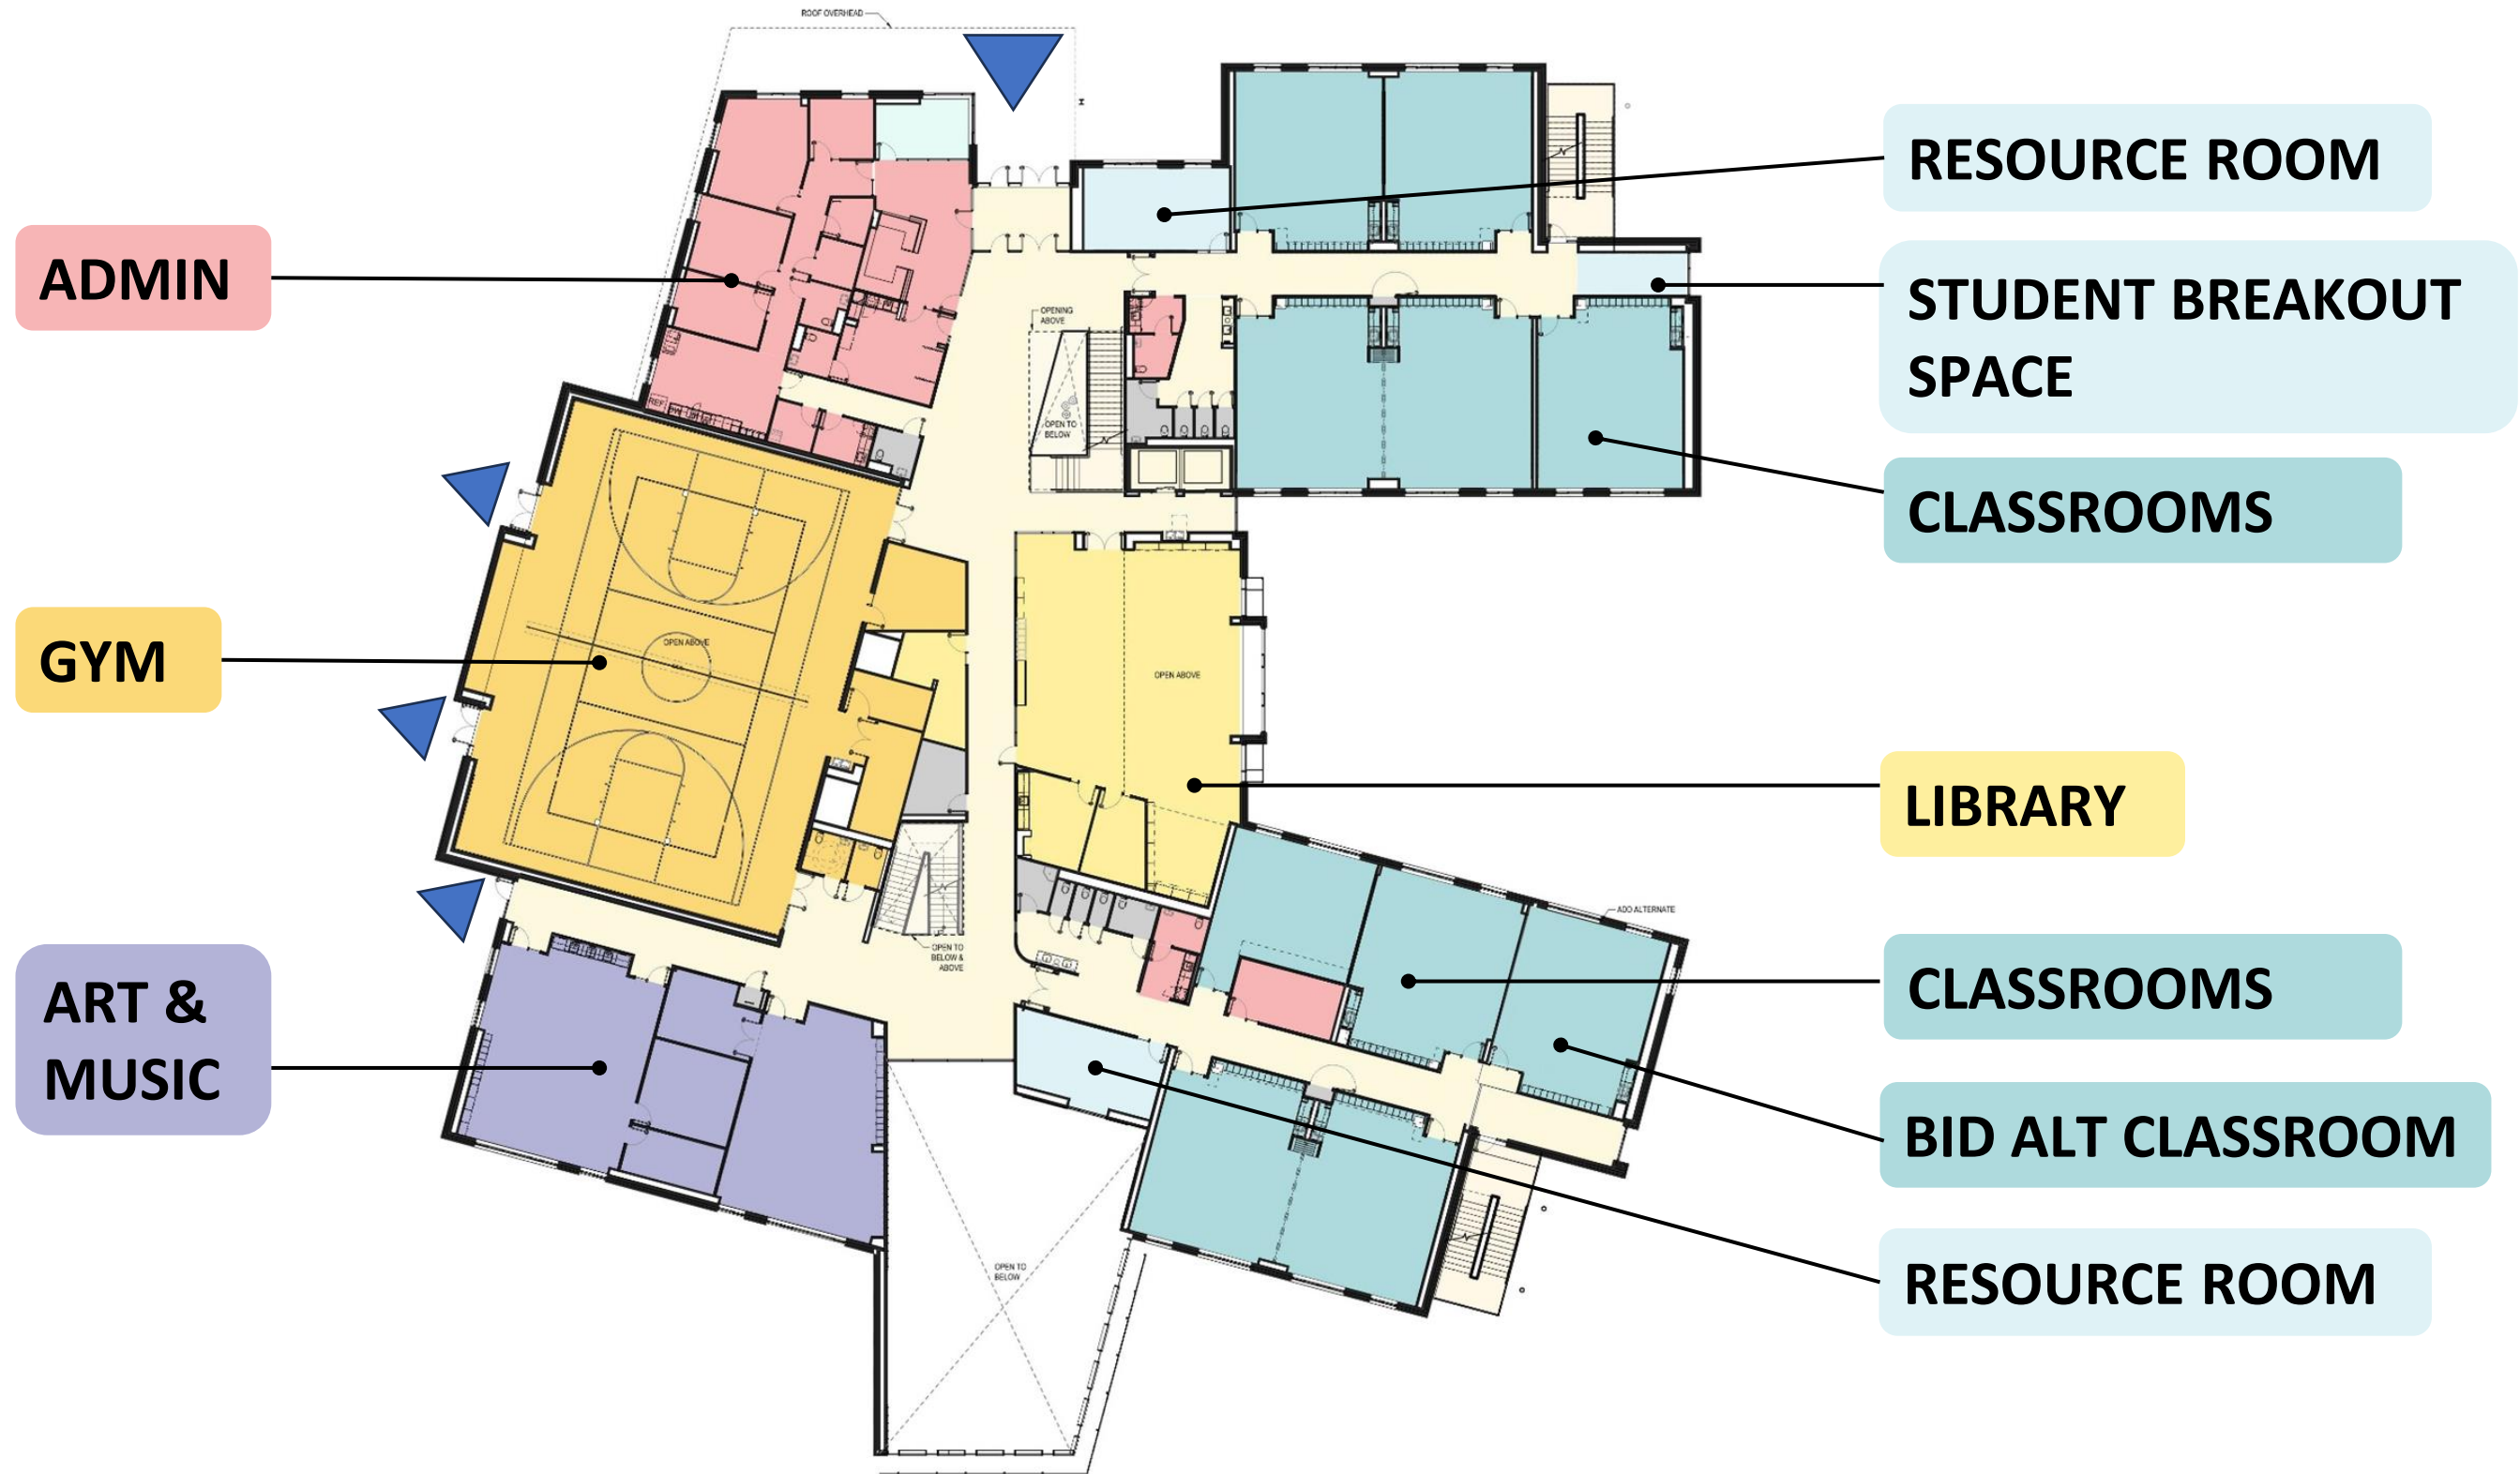 ROOF OVERHEAD
RESOURCE ROOM
ADMIN
STUDENT BREAKOUT
SPACE
OPENING
ABOVE
REF
OPEN TO
BELOW
CLASSROOMS
GYM
OPEN ABOVE
OPEN ABOVE
LIBRARY
ADD ALTERNATE
OPEN TO
BELOW &
ABOVE
CLASSROOMS
ART &
MUSIC
BID ALT CLASSROOM
OPEN TO
BELOW
RESOURCE ROOM